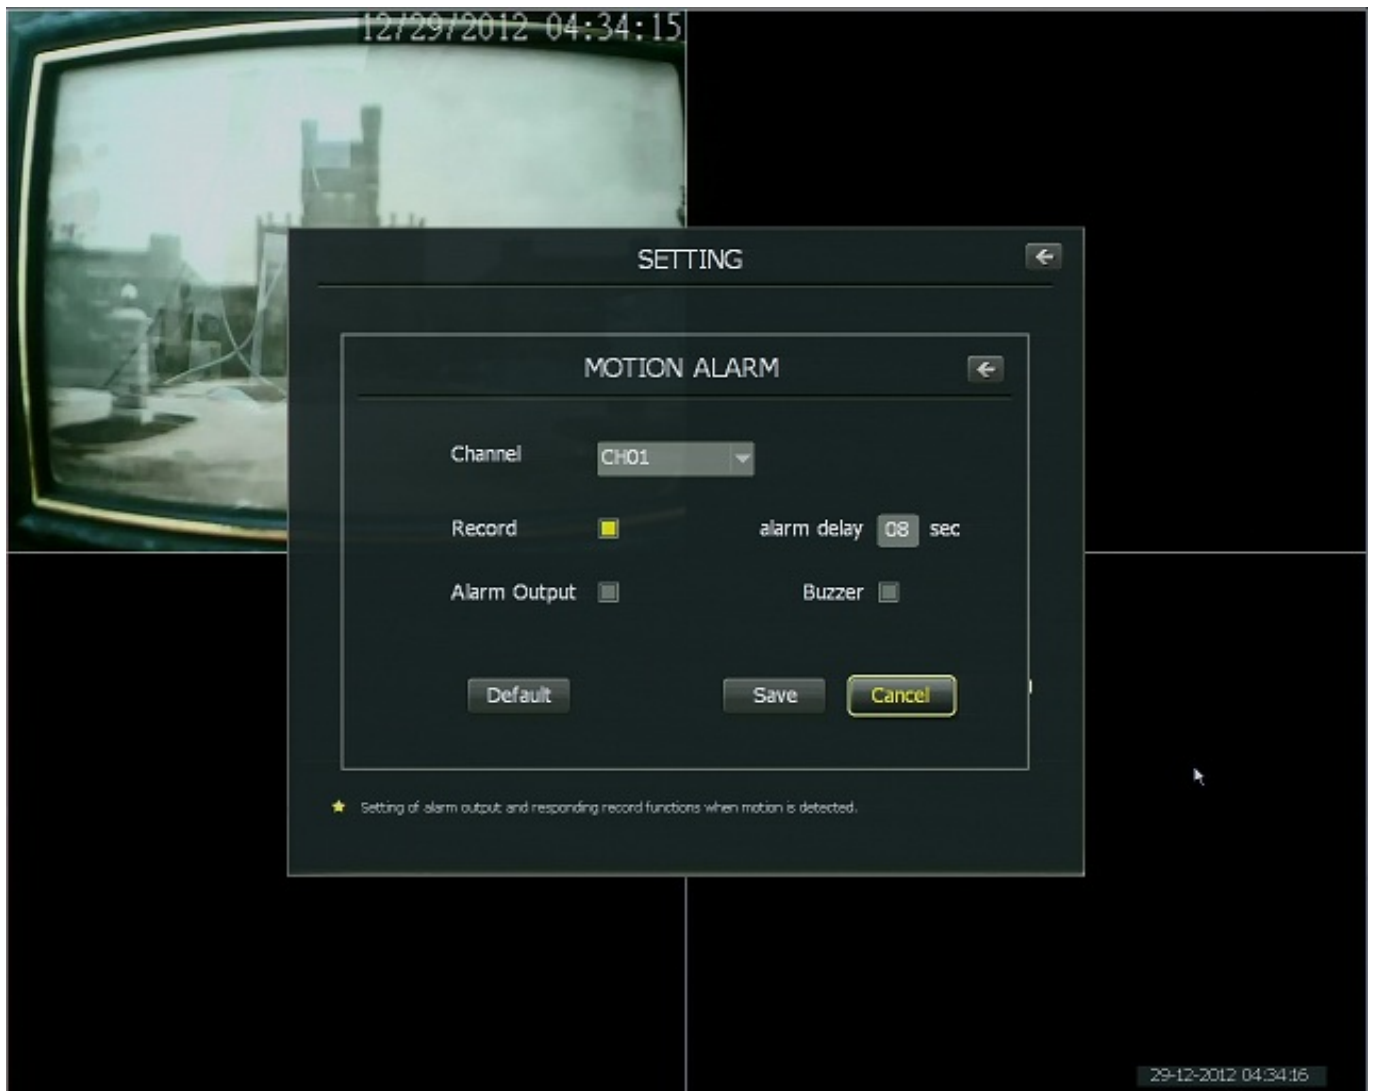 12/29/2012 04:34:15
SETTING
MOTION ALARM
Channel CH01
Record alarm delay 08 sec
Alarm Output Buzzer
Default Save Cancel
Setting of alarm output and responding record functions when motion is detected.
29-12-2012 04:34:16